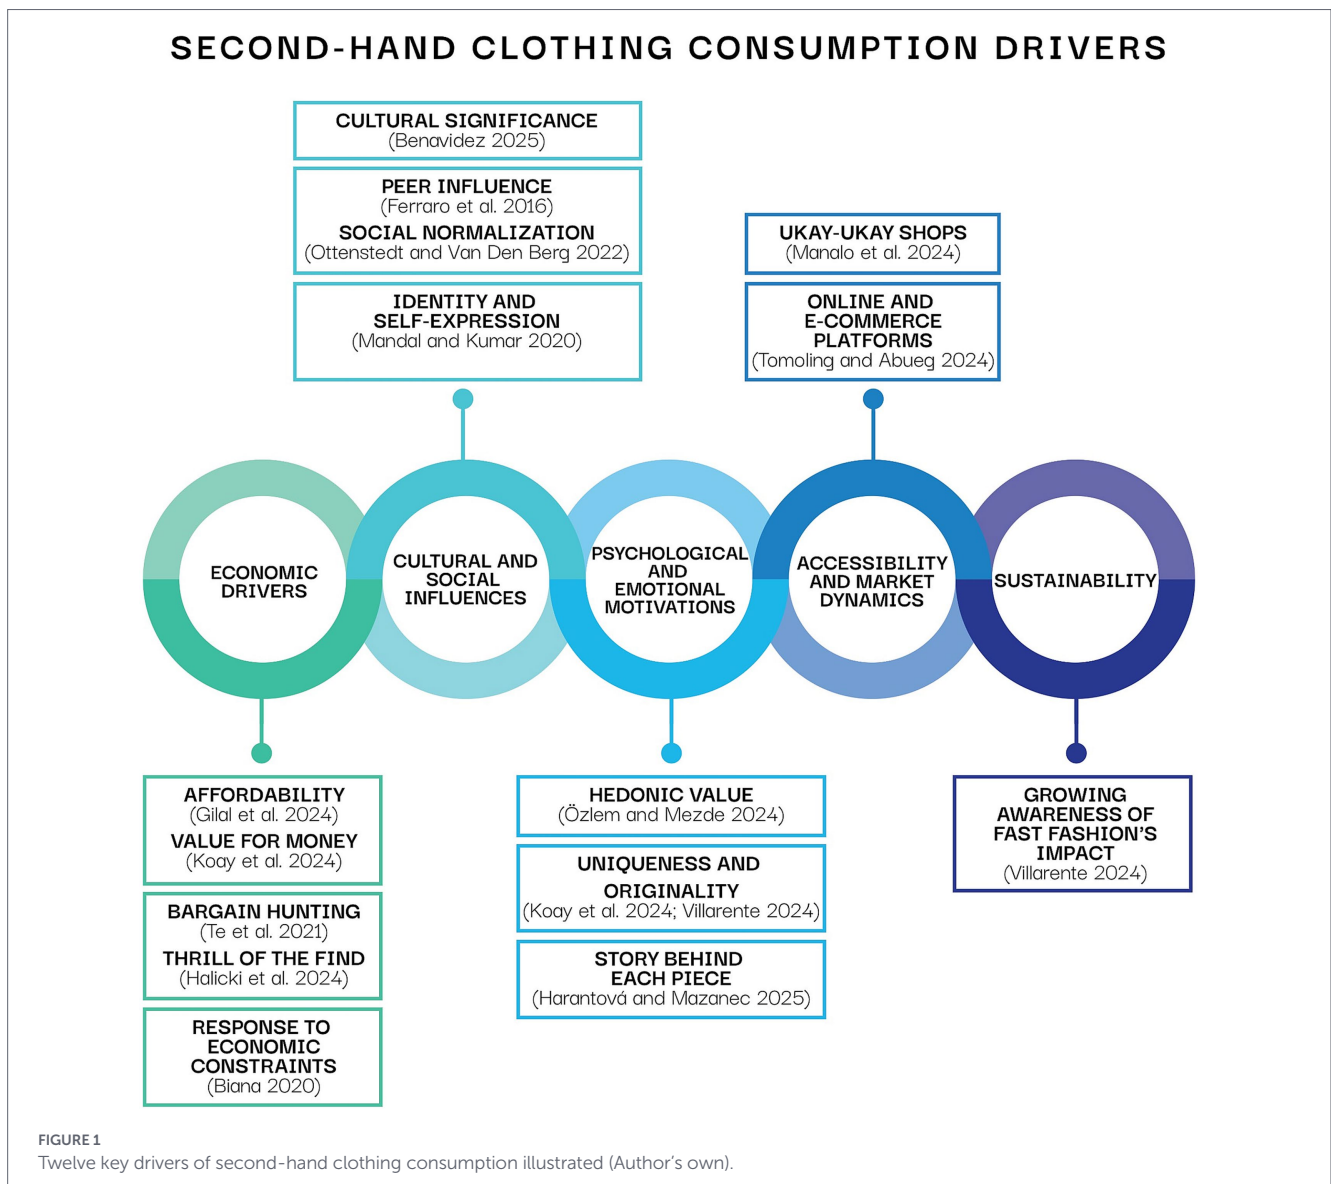 SECOND-HAND CLOTHING CONSUMPTION DRIVERS
CULTURAL SIGNIFICANCE
(Benavidez 2025)
PEER INFLUENCE
(Ferraro et al. 2016)
SOCIAL NORMALIZATION
(Ottenstedt and Van Den Berg 2022)
IDENTITY AND
SELF-EXPRESSION
(Mandal and Kumar 2020)
UKAY-UKAY SHOPS
(Manalo et al. 2024)
ONLINE AND
E-COMMERCE
PLATFORMS
(Tomoling and Abueg 2024)
ECONOMIC
DRIVERS
CULTURAL AND
SOCIAL
INFLUENCES
PSYCHOLOGICAL
AND
EMOTIONAL
MOTIVATIONS
ACCESSIBILITY
AND MARKET
DYNAMICS
SUSTAINABILITY
AFFORDABILITY
(Gilal et al. 2024)
VALUE FOR MONEY
(Koay et al. 2024)
BARGAIN HUNTING
(Te et al. 2021)
THRILL OF THE FIND
(Halicki et al. 2024)
RESPONSE TO
ECONOMIC
CONSTRAINTS
(Biana 2020)
HEDONIC VALUE
(Özlem and Mezde 2024)
UNIQUENESS AND
ORIGINALITY
(Koay et al. 2024; Villarente 2024)
STORY BEHIND
EACH PIECE
(Harantová and Mazanec 2025)
GROWING
AWARENESS OF
FAST FASHION'S
IMPACT
(Villarente 2024)
FIGURE 1
Twelve key drivers of second-hand clothing consumption illustrated (Author's own).